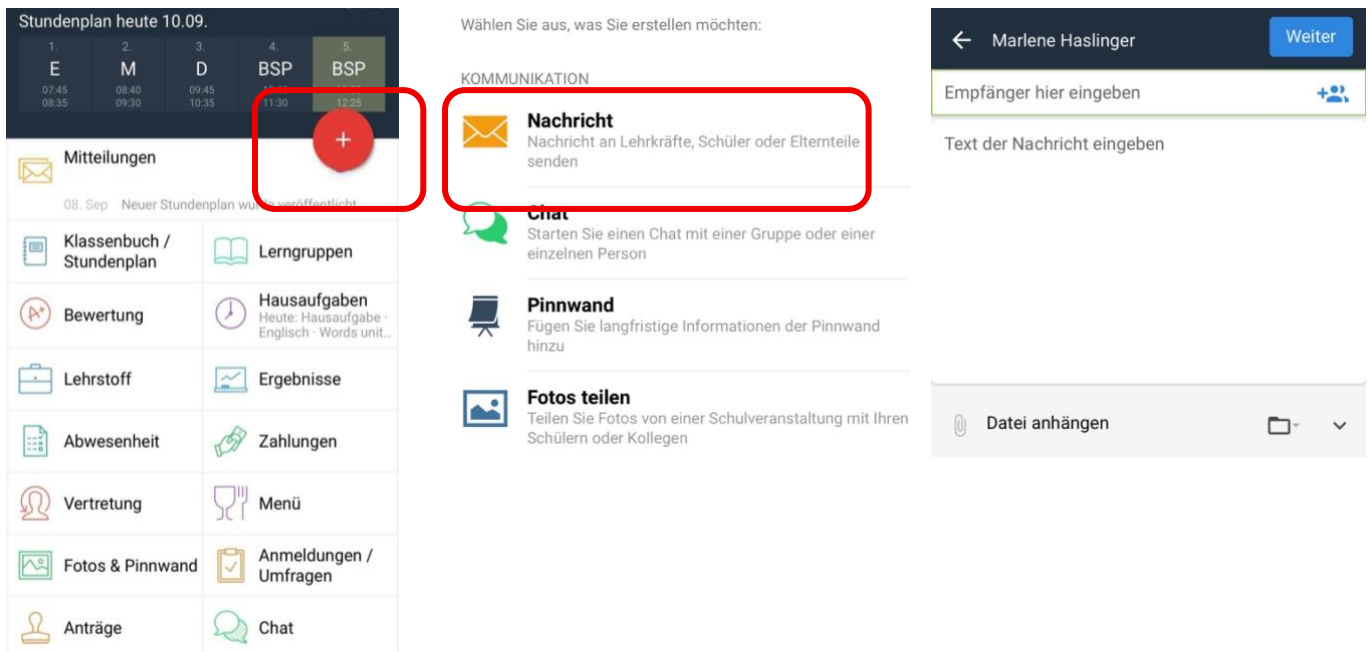 Stundenplan heute 10.09.
1. 2. 3. 4. 5.
E M D BSP BSP
07:45 08:40 09:45
08:35 09:30 10:35 11:30 12:25
+
Mitteilungen
08. Sep Neuer Stundenplan wurde veröffentlicht
Klassenbuch /
Stundenplan
Lerngruppen
Bewertung
Hausaufgaben
Heute: Hausaufgabe ·
Englisch · Words unit...
Lehrstoff
Ergebnisse
Abwesenheit
Zahlungen
Vertretung
Menü
Fotos & Pinnwand
Anmeldungen /
Umfragen
Anträge
Chat
Wählen Sie aus, was Sie erstellen möchten:
KOMMUNIKATION
Nachricht
Nachricht an Lehrkräfte, Schüler oder Elternteile
senden
Chat
Starten Sie einen Chat mit einer Gruppe oder einer
einzelnen Person
Pinnwand
Fügen Sie langfristige Informationen der Pinnwand
hinzu
Fotos teilen
Teilen Sie Fotos von einer Schulveranstaltung mit Ihren
Schülern oder Kollegen
Marlene Haslinger
Weiter
Empfänger hier eingeben
Text der Nachricht eingeben
Datei anhängen